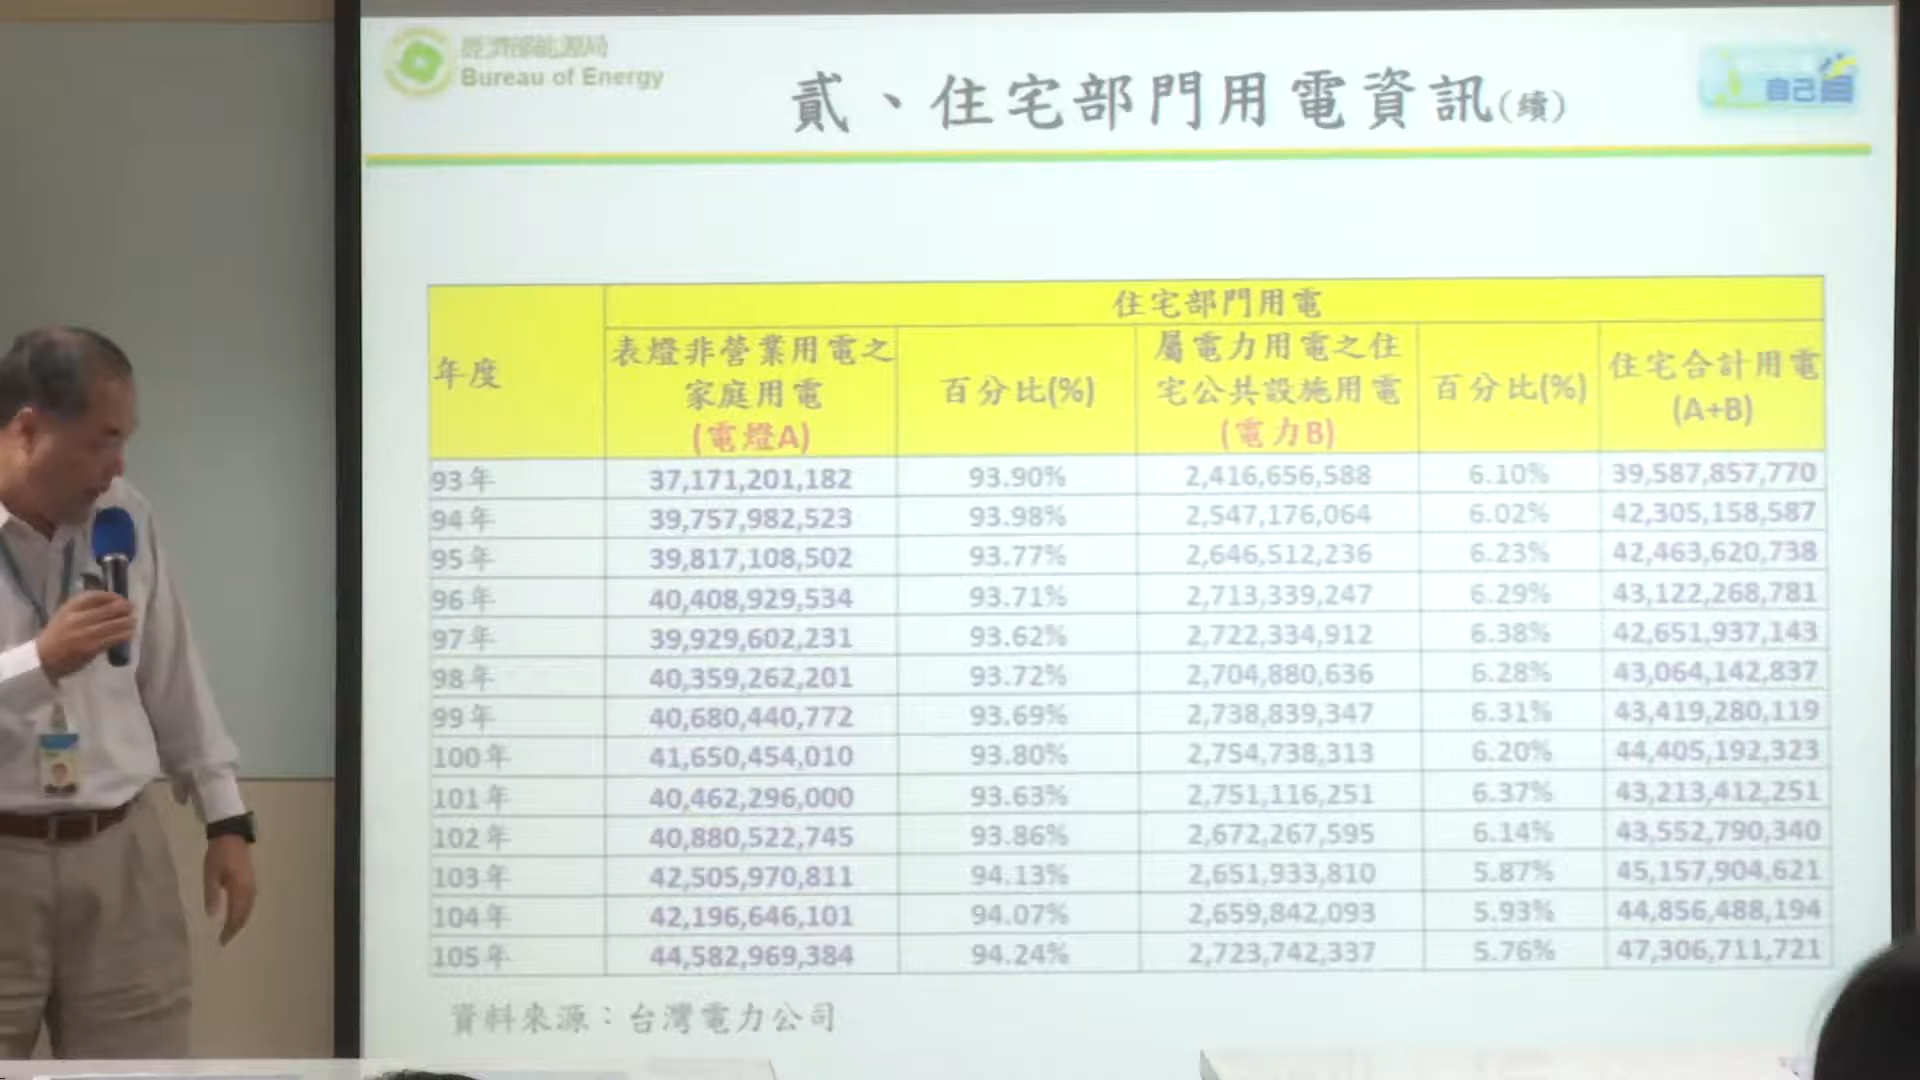 經濟部能源局
Bureau of Energy
貳、住宅部門用電資訊(續)
自己
年度
住宅部門用電
表燈非營業用電之
家庭用電
(電燈A)
百分比(%)
屬電力用電之住
宅公共設施用電
(電力B)
百分比(%)
住宅合計用電
(A+B)
93年 37,171,201,182 93.90% 2,416,656,588 6.10% 39,587,857,770
94年 39,757,982,523 93.98% 2,547,176,064 6.02% 42,305,158,587
95年 39,817,108,502 93.77% 2,646,512,236 6.23% 42,463,620,738
96年 40,408,929,534 93.71% 2,713,339,247 6.29% 43,122,268,781
97年 39,929,602,231 93.62% 2,722,334,912 6.38% 42,651,937,143
98年 40,359,262,201 93.72% 2,704,880,636 6.28% 43,064,142,837
99年 40,680,440,772 93.69% 2,738,839,347 6.31% 43,419,280,119
100年 41,650,454,010 93.80% 2,754,738,313 6.20% 44,405,192,323
101年 40,462,296,000 93.63% 2,751,116,251 6.37% 43,213,412,251
102年 40,880,522,745 93.86% 2,672,267,595 6.14% 43,552,790,340
103年 42,505,970,811 94.13% 2,651,933,810 5.87% 45,157,904,621
104年 42,196,646,101 94.07% 2,659,842,093 5.93% 44,856,488,194
105年 44,582,969,384 94.24% 2,723,742,337 5.76% 47,306,711,721
資料來源：台灣電力公司